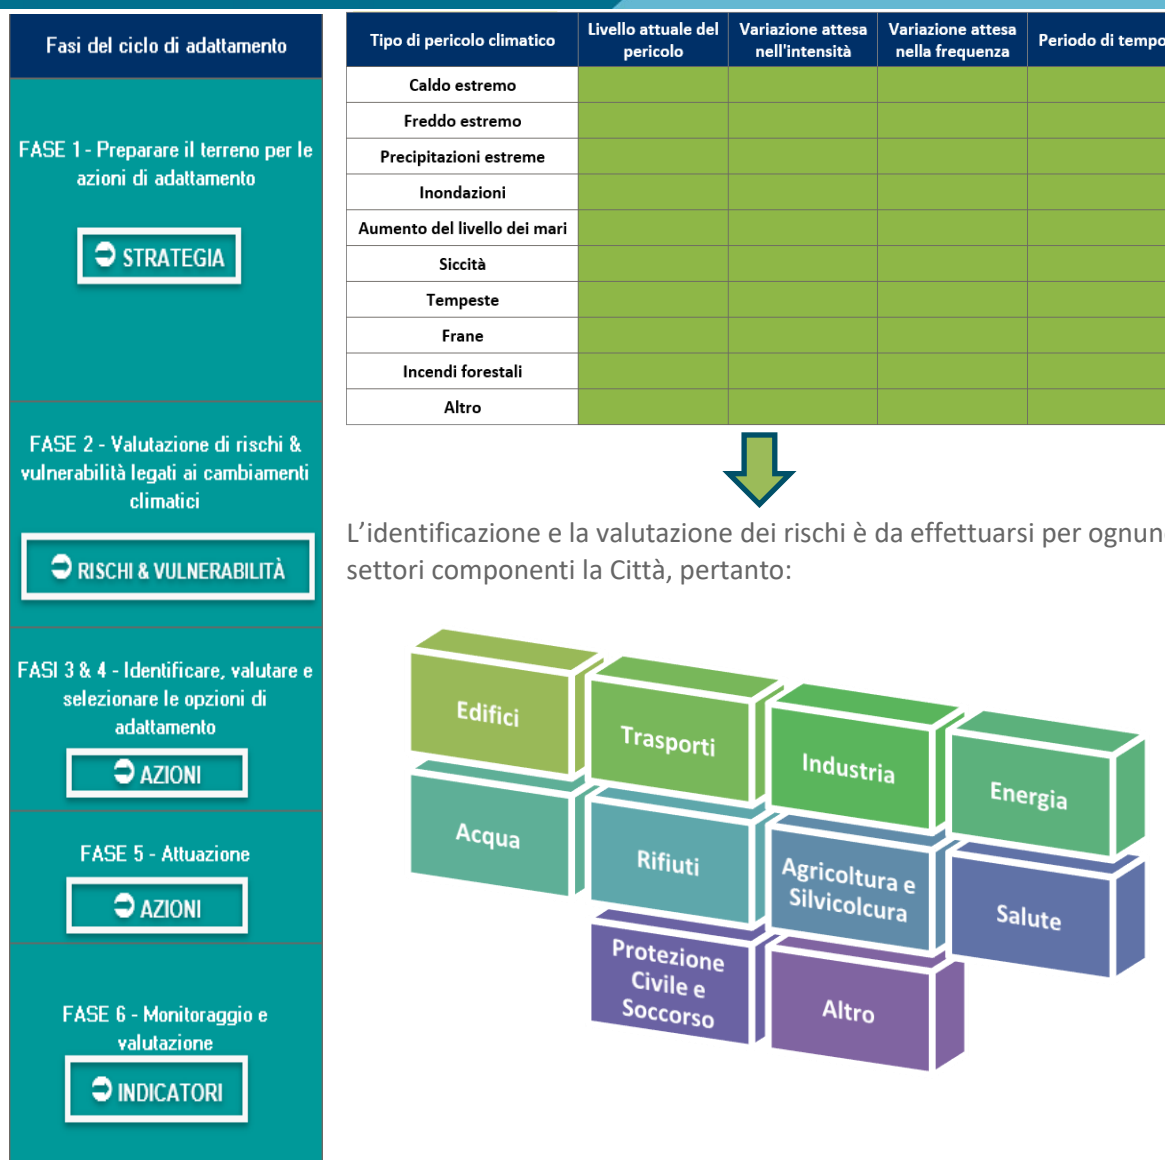 Fasi del ciclo di adattamento
FASE 1 - Preparare il terreno per le
azioni di adattamento
STRATEGIA
FASE 2 - Valutazione di rischi &
vulnerabilità legati ai cambiamenti
climatici
RISCHI & VULNERABILITÀ
FASI 3 & 4 - Identificare, valutare e
selezionare le opzioni di
adattamento
AZIONI
FASE 5 - Attuazione
AZIONI
FASE 6 - Monitoraggio e
valutazione
INDICATORI
Tipo di pericolo climatico
Livello attuale del
pericolo
Variazione attesa
nell'intensità
Variazione attesa
nella frequenza
Periodo di tempo
Caldo estremo
Freddo estremo
Precipitazioni estreme
Inondazioni
Aumento del livello dei mari
Siccità
Tempeste
Frane
Incendi forestali
Altro
L’identificazione e la valutazione dei rischi è da effettuarsi per ognun
settori componenti la Città, pertanto:
Edifici
Trasporti
Industria
Energia
Acqua
Rifiuti
Agricoltura e
Silvicolcura
Salute
Protezione
Civile e
Soccorso
Altro